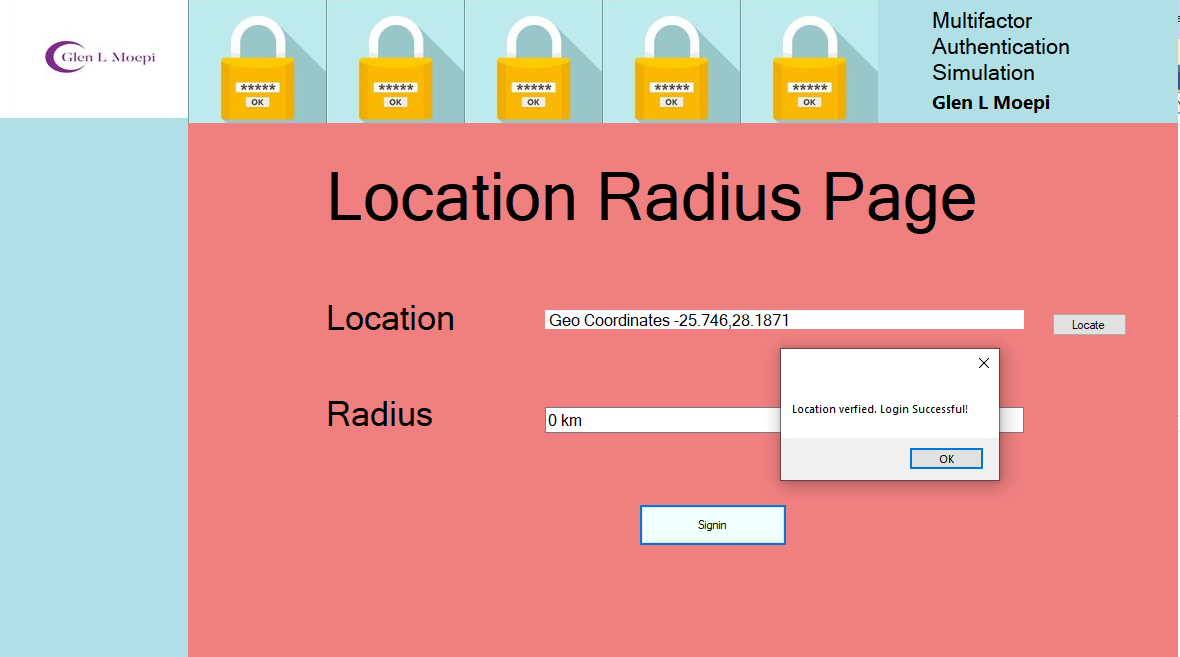 Glen L Moepi
***** ***** ***** ***** *****
OK OK OK OK OK
Multifactor
Authentication
Simulation
Glen L Moepi
Location Radius Page
Location
Geo Coordinates -25.746,28.1871
Locate
Location verfied. Login Successful!
Radius
0 km
OK
Signin